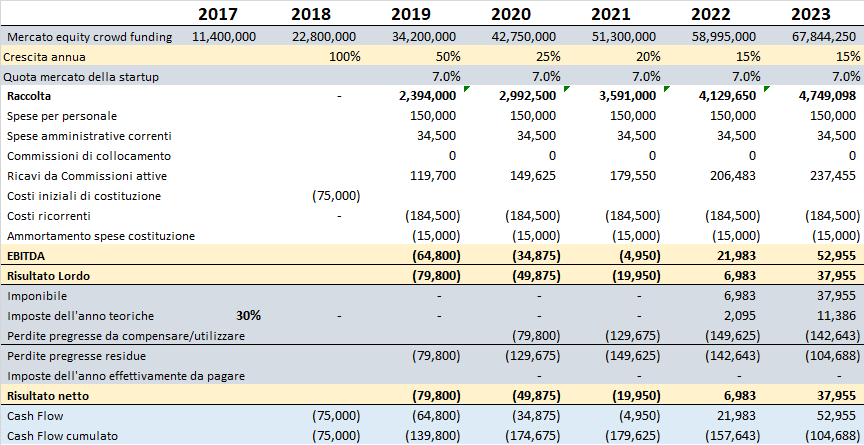 2017 2018 2019 2020 2021 2022 2023
Mercato equity crowd funding 11,400,000 22,800,000 34,200,000 42,750,000 51,300,000 58,995,000 67,844,250
Crescita annua 100% 50% 25% 20% 15% 15%
Quota mercato della startup 7.0% 7.0% 7.0% 7.0% 7.0%
Raccolta - 2,394,000 2,992,500 3,591,000 4,129,650 4,749,098
Spese per personale 150,000 150,000 150,000 150,000 150,000
Spese amministrative correnti 34,500 34,500 34,500 34,500 34,500
Commissioni di collocamento 0 0 0 0 0
Ricavi da Commissioni attive 119,700 149,625 179,550 206,483 237,455
Costi iniziali di costituzione (75,000)
Costi ricorrenti - (184,500) (184,500) (184,500) (184,500) (184,500)
Ammortamento spese costituzione (15,000) (15,000) (15,000) (15,000) (15,000)
EBITDA (64,800) (34,875) (4,950) 21,983 52,955
Risultato Lordo (79,800) (49,875) (19,950) 6,983 37,955
Imponibile - - - 6,983 37,955
Imposte dell'anno teoriche 30% - - - - 2,095 11,386
Perdite pregresse da compensare/utilizzare (79,800) (129,675) (149,625) (142,643)
Perdite pregresse residue (79,800) (129,675) (149,625) (142,643) (104,688)
Imposte dell'anno effettivamente da pagare - - - -
Risultato netto (79,800) (49,875) (19,950) 6,983 37,955
Cash Flow (75,000) (64,800) (34,875) (4,950) 21,983 52,955
Cash Flow cumulato (75,000) (139,800) (174,675) (179,625) (157,643) (104,688)